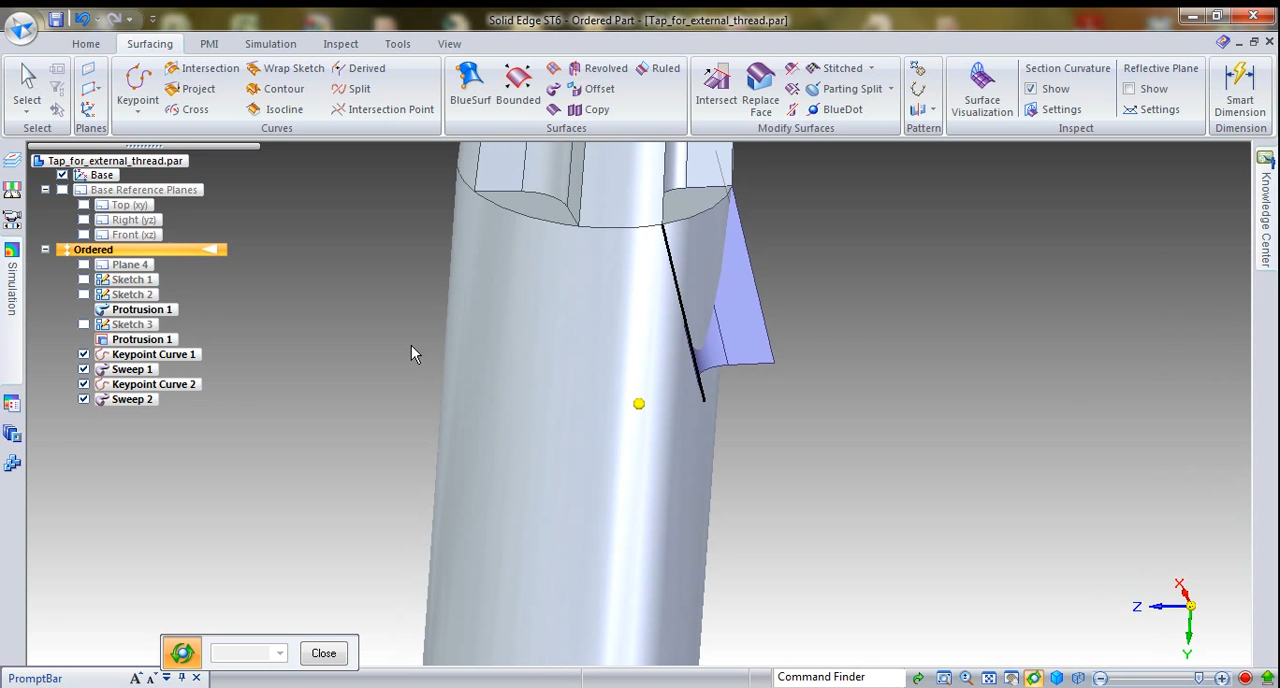 Solid Edge ST6 - Ordered Part - [Tap_for_external_thread.par]
Home Surfacing PMI Simulation Inspect Tools View
Select
Select
Planes
Keypoint
Intersection Wrap Sketch Derived
Project Contour Split
Cross Isocline Intersection Point
Curves
BlueSurf Bounded
Revolved Ruled
Offset
Copy
Surfaces
Intersect Replace Face
Stitched
Parting Split
BlueDot
Modify Surfaces
Pattern
Surface Visualization
Section Curvature
Show
Settings
Reflective Plane
Show
Settings
Inspect
Smart Dimension
Dimension
Tap_for_external_thread.par
Base
Base Reference Planes
Top (xy)
Right (yz)
Front (xz)
Ordered
Plane 4
Sketch 1
Sketch 2
Protrusion 1
Sketch 3
Protrusion 1
Keypoint Curve 1
Sweep 1
Keypoint Curve 2
Sweep 2
Simulation
Knowledge Center
X
Z
Y
Close
PromptBar
A A
Command Finder